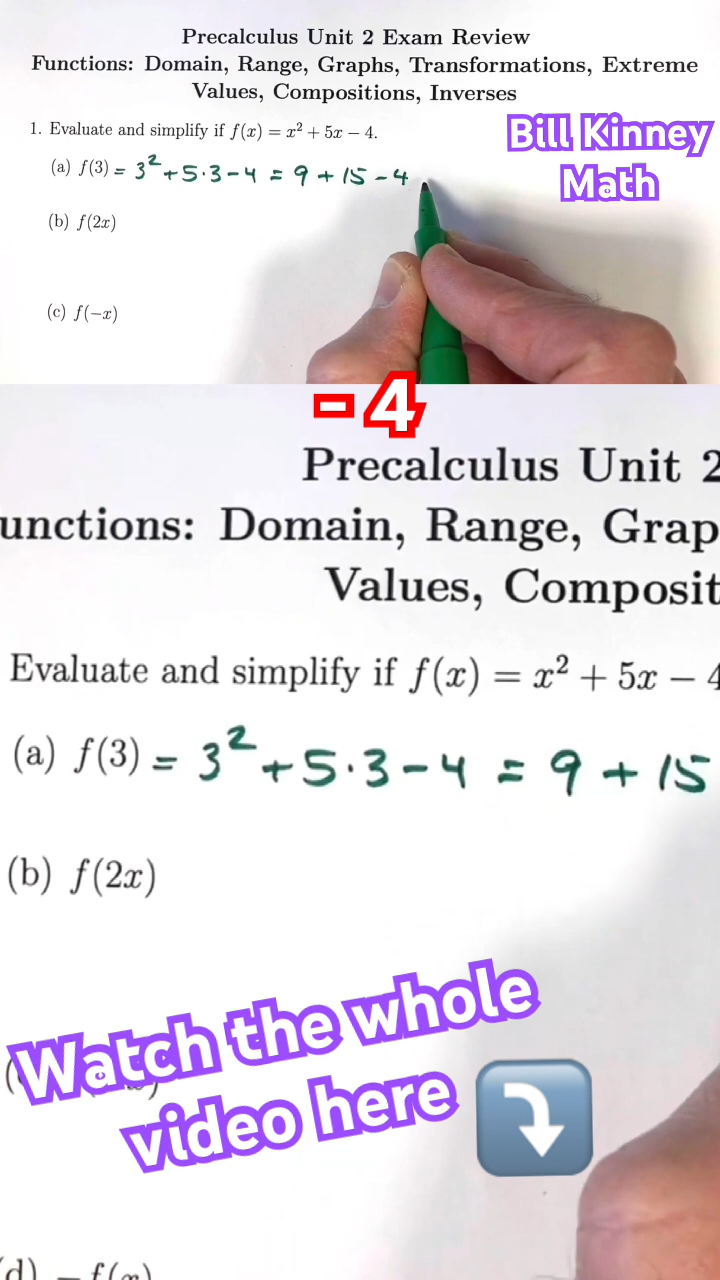 Precalculus Unit 2 Exam Review
Functions: Domain, Range, Graphs, Transformations, Extreme
Values, Compositions, Inverses
1. Evaluate and simplify if f(x) = x² + 5x − 4.
Bill Kinney
Math
(a) f(3) = 3² + 5·3 − 4 = 9 + 15 − 4
(b) f(2x)
(c) f(−x)
-4
Precalculus Unit 2
unctions: Domain, Range, Grap
Values, Composit
Evaluate and simplify if f(x) = x² + 5x − 4
(a) f(3) = 3² + 5·3 − 4 = 9 + 15
(b) f(2x)
Watch the whole
video here
(d) − f(x)